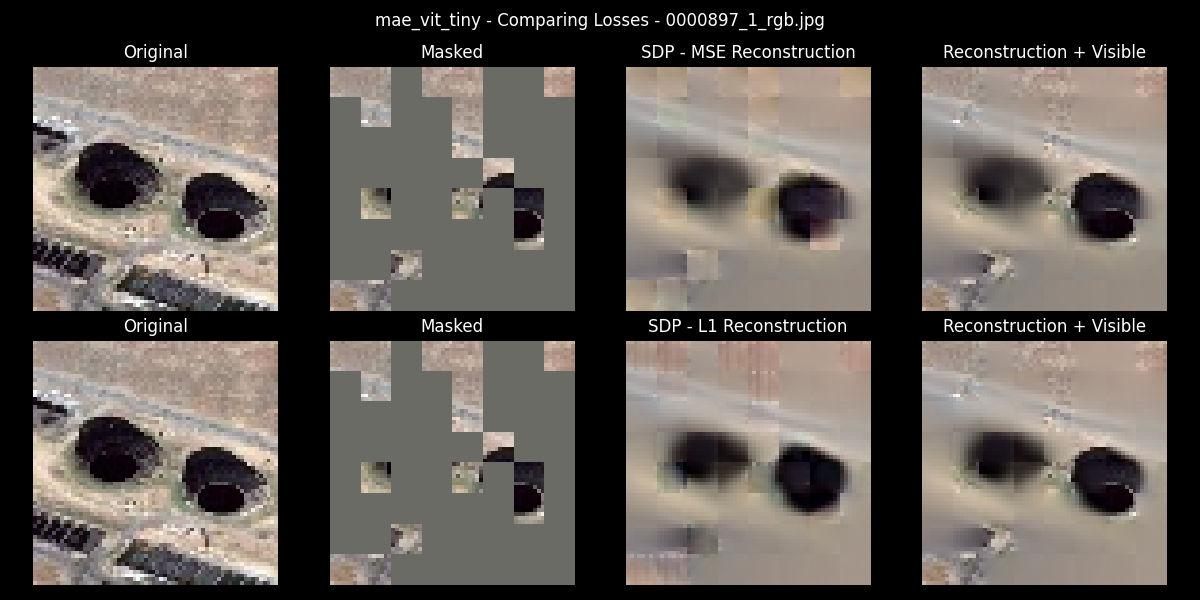 mae_vit_tiny - Comparing Losses - 0000897_1_rgb.jpg
Original
Masked
SDP - MSE Reconstruction
Reconstruction + Visible
Original
Masked
SDP - L1 Reconstruction
Reconstruction + Visible